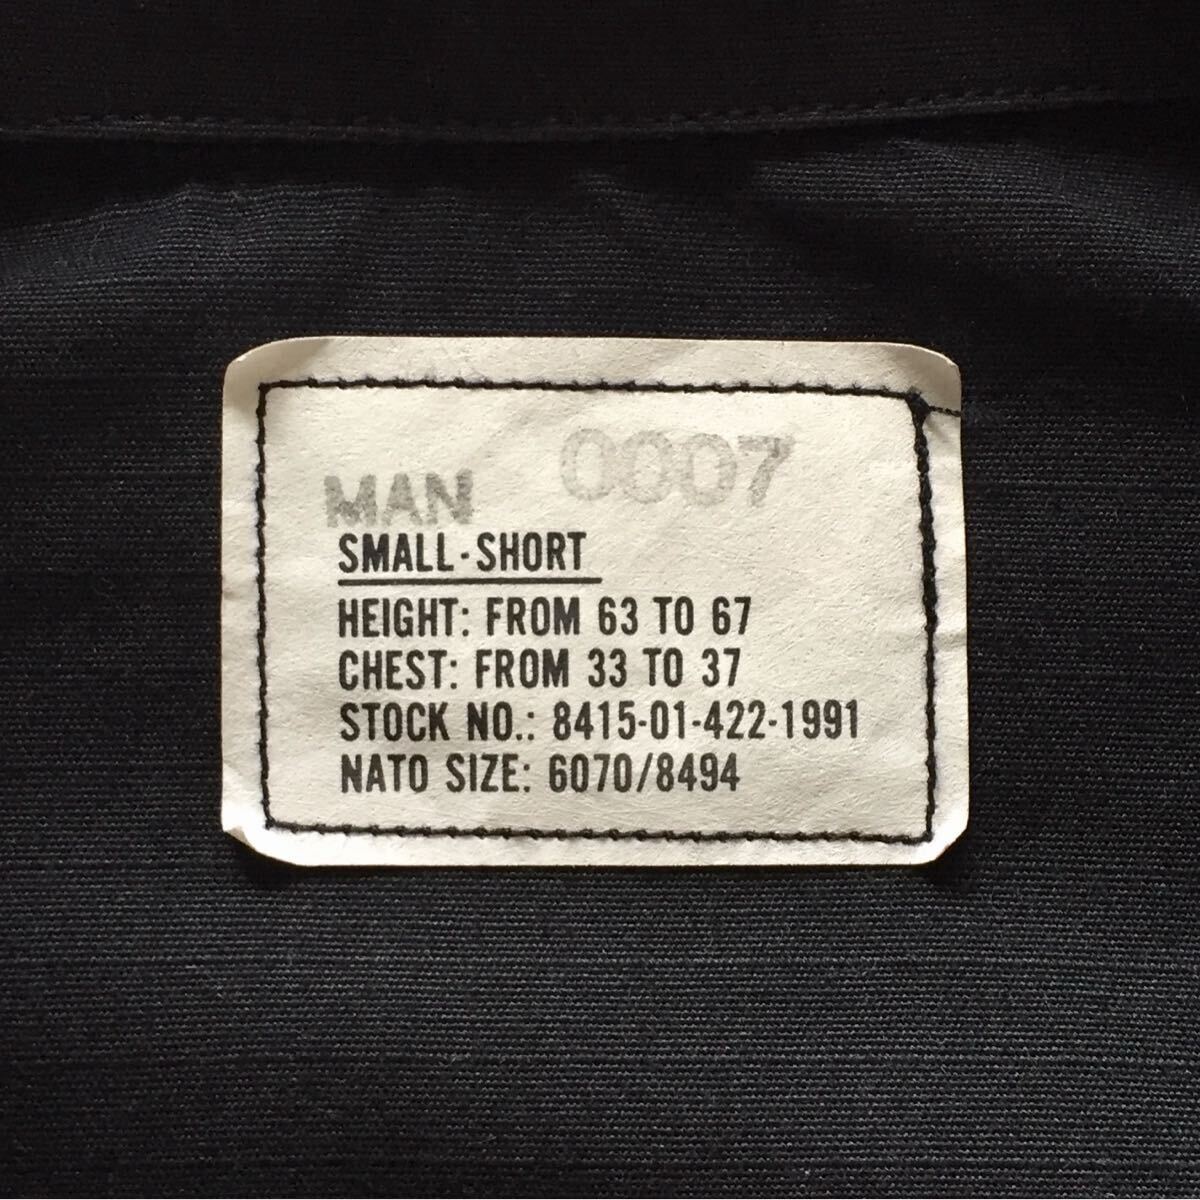 MAN 0007
SMALL-SHORT
HEIGHT: FROM 63 TO 67
CHEST: FROM 33 TO 37
STOCK NO.: 8415-01-422-1991
NATO SIZE: 6070/8494